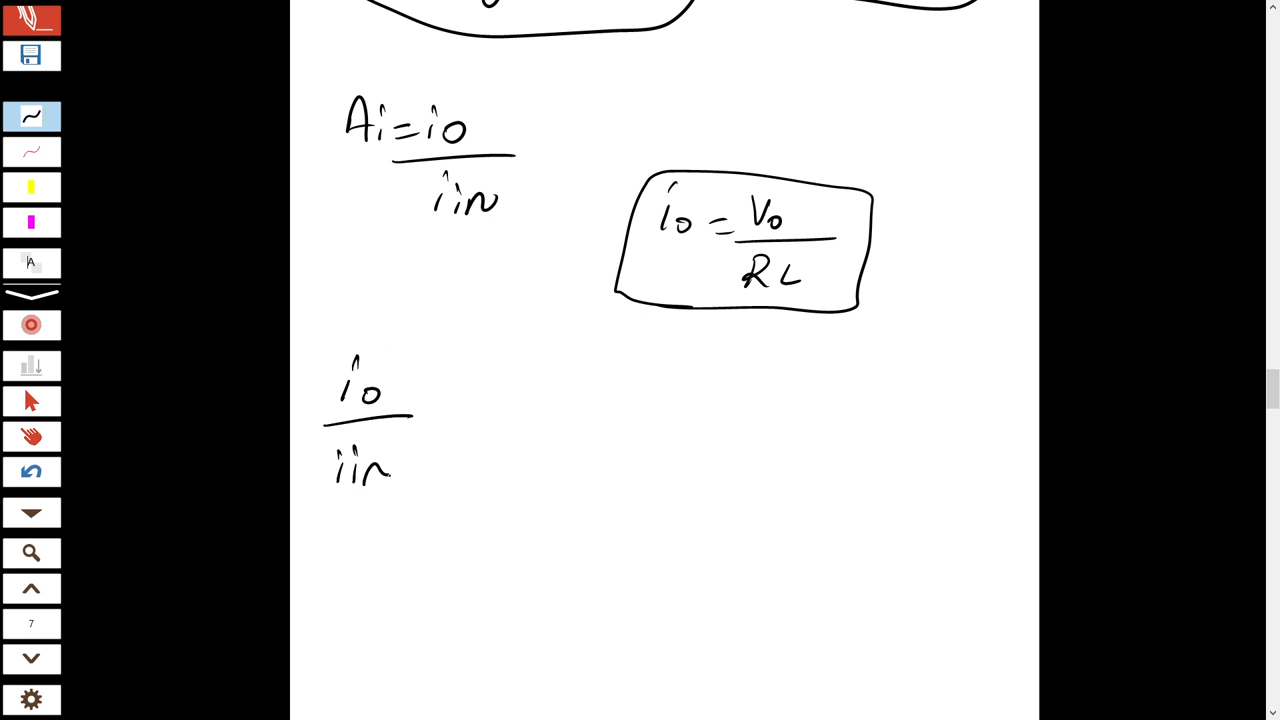 Ai = io
iin
io = Vo
RL
io
iin
A
7